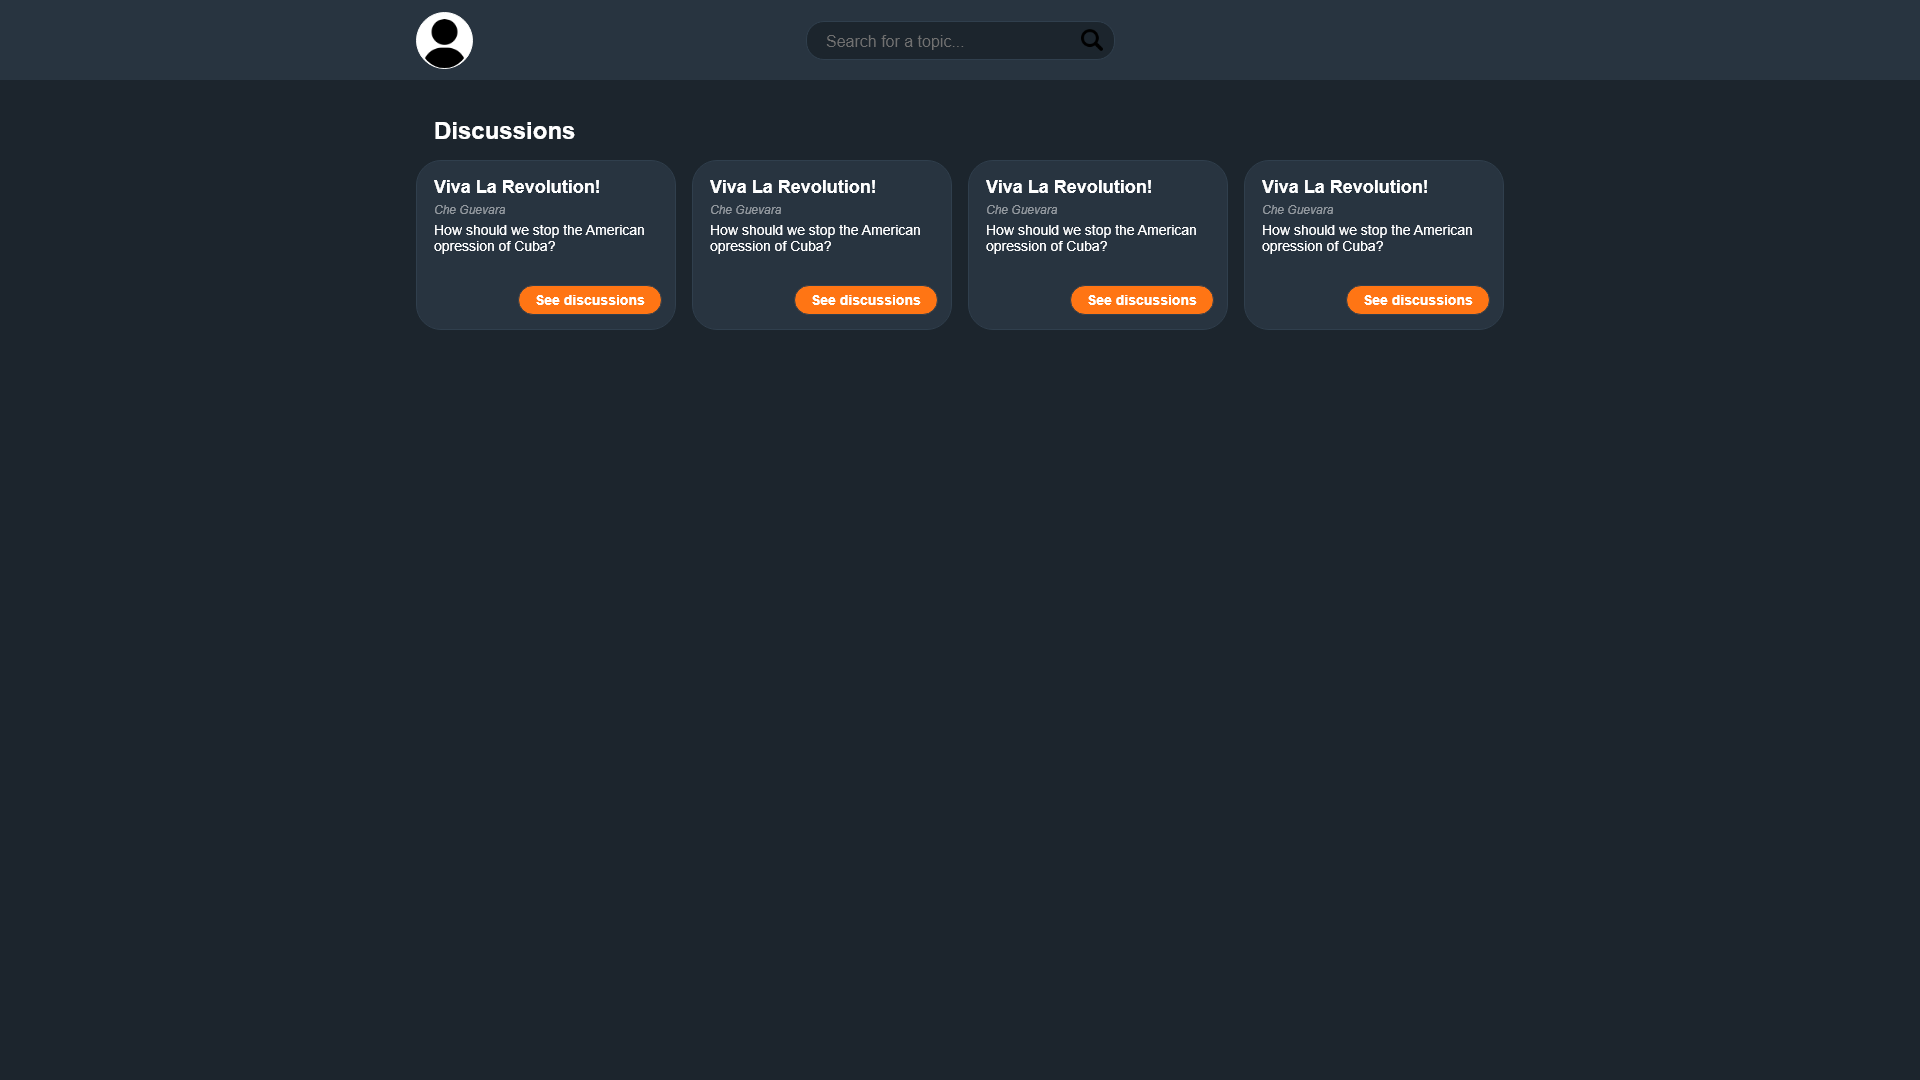 Search for a topic...
Discussions
Viva La Revolution!
Che Guevara
How should we stop the American
opression of Cuba?
See discussions
Viva La Revolution!
Che Guevara
How should we stop the American
opression of Cuba?
See discussions
Viva La Revolution!
Che Guevara
How should we stop the American
opression of Cuba?
See discussions
Viva La Revolution!
Che Guevara
How should we stop the American
opression of Cuba?
See discussions